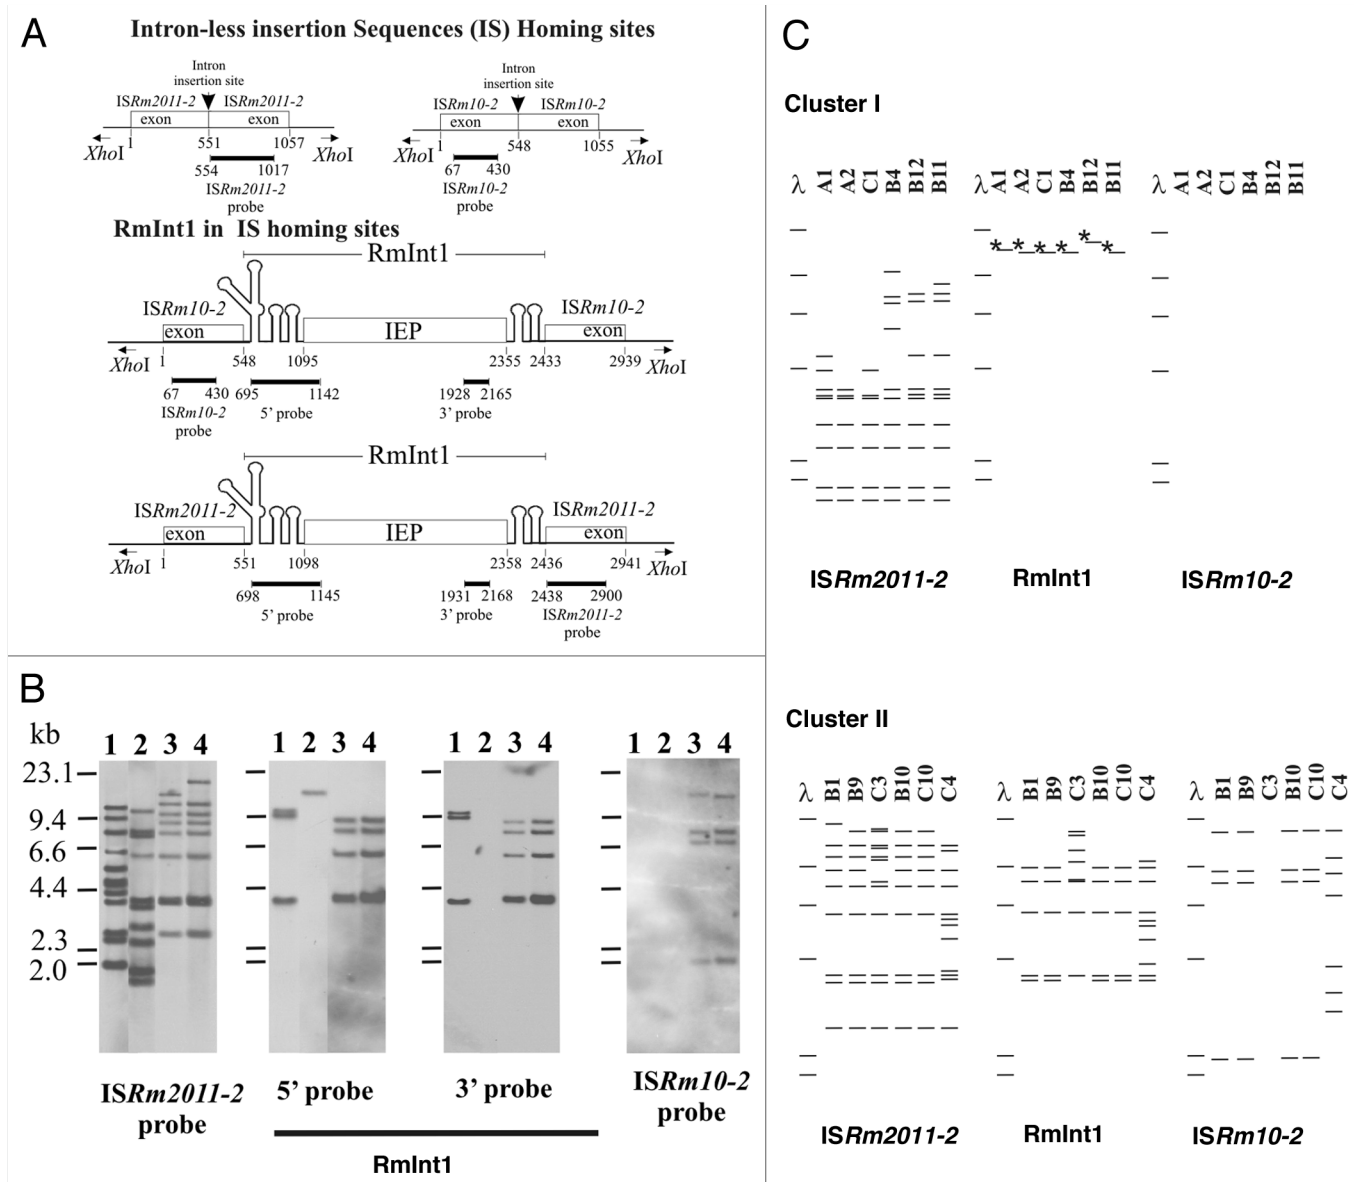 A
Intron-less insertion Sequences (IS) Homing sites
Intron
insertion site
ISRm2011-2 ISRm2011-2
exon exon
XhoI 1 551 1057 XhoI
554 1017
ISRm2011-2
probe
Intron
insertion site
ISRm10-2 ISRm10-2
exon exon
XhoI 1 548 1055 XhoI
67 430
ISRm10-2
probe
RmInt1 in IS homing sites
RmInt1
ISRm10-2 ISRm10-2
exon IEP exon
XhoI 1 548 1095 2355 2433 2939 XhoI
67 430 695 1142 1928 2165
ISRm10-2 5' probe 3' probe
probe
RmInt1
ISRm2011-2 ISRm2011-2
exon IEP exon
XhoI 1 551 1098 2358 2436 2941 XhoI
698 1145 1931 2168 2438 2900
5' probe 3' probe ISRm2011-2
probe
B
kb
1 2 3 4 1 2 3 4 1 2 3 4 1 2 3 4
23.1
9.4
6.6
4.4
2.3
2.0
ISRm2011-2
probe
5' probe
3' probe
ISRm10-2
probe
RmInt1
C
Cluster I
λ A1 A2 C1 B4 B12 B11
λ A1 A2 C1 B4 B12 B11
λ A1 A2 C1 B4 B12 B11
* * * * * *
ISRm2011-2 RmInt1 ISRm10-2
Cluster II
λ B1 B9 C3 B10 C10 C4
λ B1 B9 C3 B10 C10 C4
λ B1 B9 C3 B10 C10 C4
ISRm2011-2 RmInt1 ISRm10-2